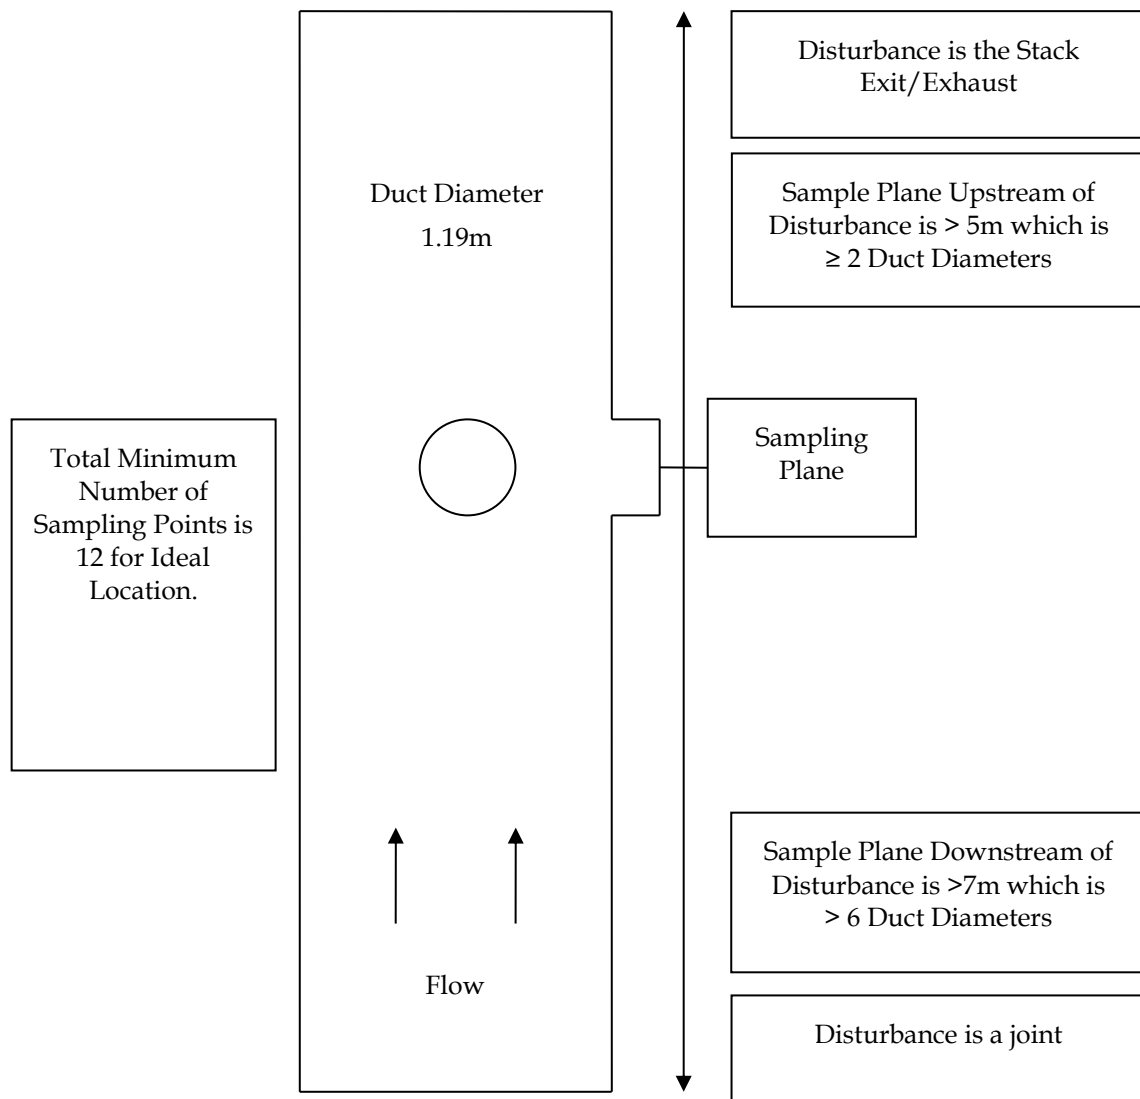 Disturbance is the Stack
Exit/Exhaust
Duct Diameter
1.19m
Sample Plane Upstream of
Disturbance is > 5m which is
≥ 2 Duct Diameters
Total Minimum
Number of
Sampling Points is
12 for Ideal
Location.
Sampling
Plane
Sample Plane Downstream of
Disturbance is >7m which is
> 6 Duct Diameters
Flow
Disturbance is a joint